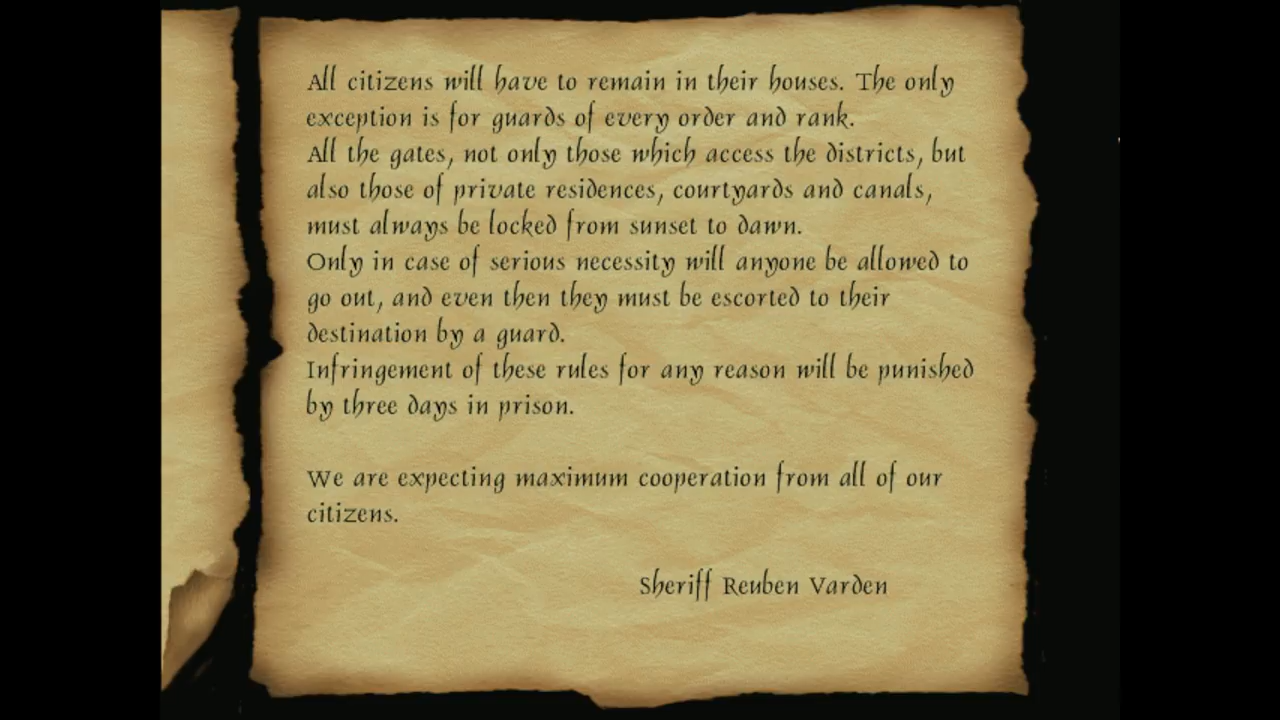 All citizens will have to remain in their houses. The only
exception is for guards of every order and rank.
All the gates, not only those which access the districts, but
also those of private residences, courtyards and canals,
must always be locked from sunset to dawn.
Only in case of serious necessity will anyone be allowed to
go out, and even then they must be escorted to their
destination by a guard.
Infringement of these rules for any reason will be punished
by three days in prison.
We are expecting maximum cooperation from all of our
citizens.
Sheriff Reuben Varden